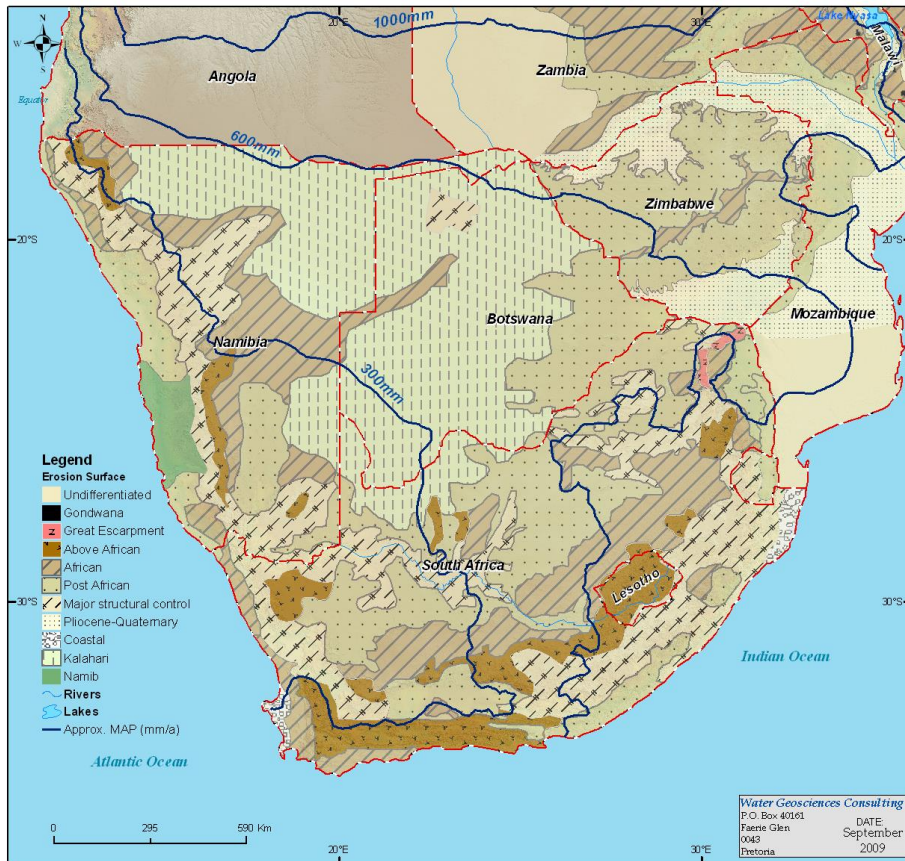 20°E
30°E
1000mm
Lake Nyasa
N
W
E
S
Malawi
Angola
Zambia
Equator
600mm
Zimbabwe
20°S
20°S
Mozambique
Botswana
Namibia
300mm
Legend
Erosion Surface
Undifferentiated
Gondwana
Great Escarpment
Above African
African
Post African
Major structural control
Pliocene-Quaternary
Coastal
Kalahari
Namib
Rivers
Lakes
Approx. MAP (mm/a)
South Africa
Lesotho
30°S
30°S
Indian Ocean
Atlantic Ocean
0
295
590 Km
20°E
30°E
Water Geosciences Consulting
P.O. Box 40161
Faerie Glen
0043
Pretoria
DATE:
September
2009